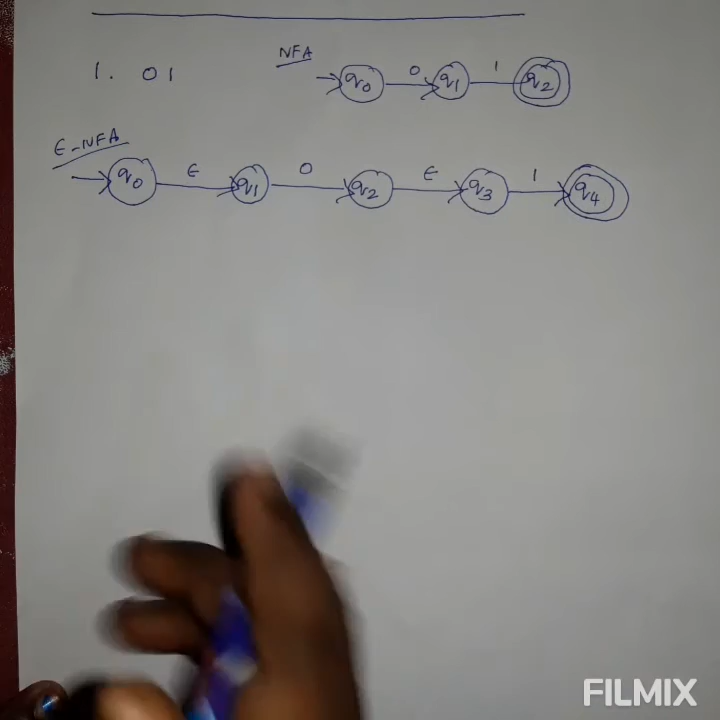 NFA
1. 01 q0 0 q1 1 q2
ε-NFA
q0 ε q1 0 q2 ε q3 1 q4
FILMIX